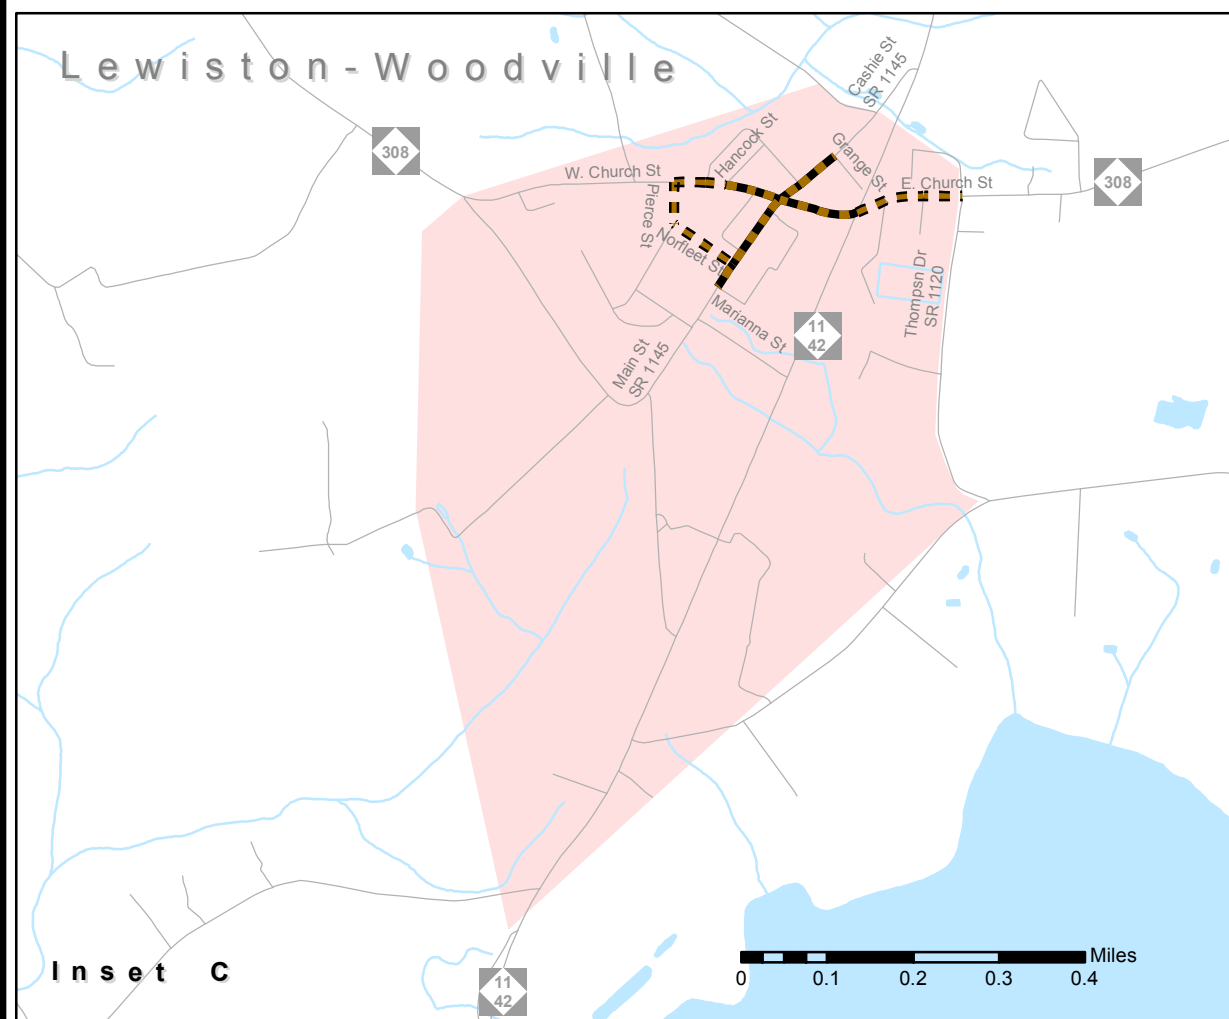 Lewiston-Woodville
Cashie St
SR 1145
308
Hancock St
Grange St
W. Church St
E. Church St
308
Pierce St
Norfleet St
Thompsn Dr
SR 1120
Marianna St
11
42
Main St
SR 1145
Inset C
11
42
Miles
0 0.1 0.2 0.3 0.4